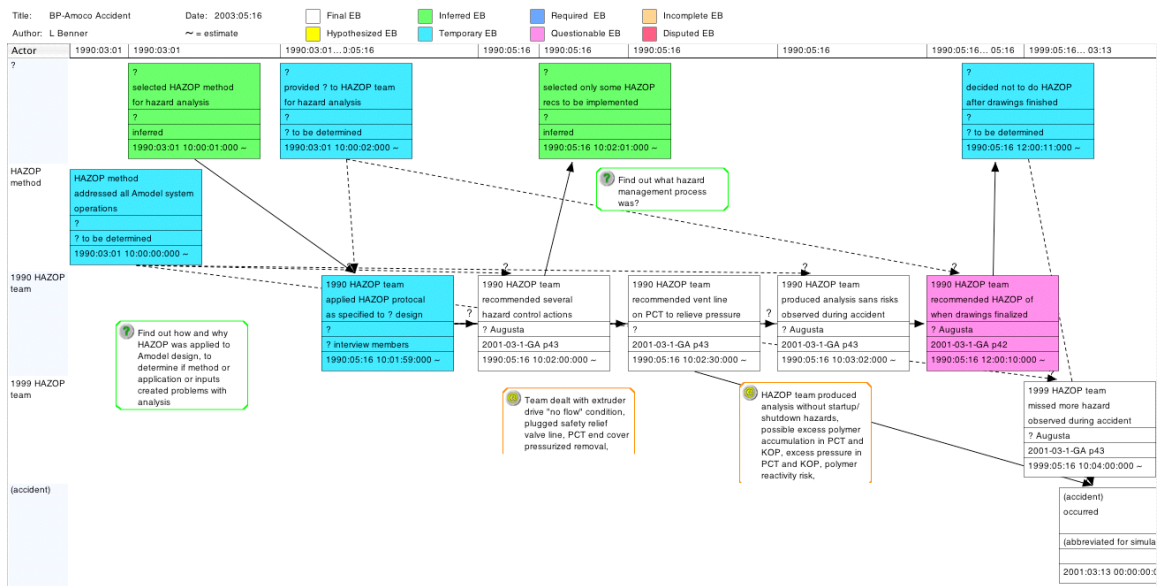 Title: BP-Amoco Accident Date: 2003:05:16 Final EB Inferred EB Required EB Incomplete EB
Author: L Benner ~ = estimate Hypothesized EB Temporary EB Questionable EB Disputed EB
Actor 1990:03:01 1990:03:01 1990:03:01...0:05:16 1990:05:16 1990:05:16 1990:05:16 1990:05:16 1990:05:16... 05:16 1999:05:16... 03:13
?
?
selected HAZOP method
for hazard analysis
?
inferred
1990:03:01 10:00:01:000 ~
?
provided ? to HAZOP team
for hazard analysis
?
? to be determined
1990:03:01 10:00:02:000 ~
?
selected only some HAZOP
recs to be implemented
?
inferred
1990:05:16 10:02:01:000 ~
?
decided not to do HAZOP
after drawings finished
?
? to be determined
1990:05:16 12:00:11:000 ~
HAZOP
method
HAZOP method
addressed all Amodel system
operations
?
? to be determined
1990:03:01 10:00:00:000 ~
?
Find out what hazard
management process
was?
1990 HAZOP
team
?
?
?
1990 HAZOP team
applied HAZOP protocal
as specified to ? design
?
? interview members
1990:05:16 10:01:59:000 ~
?
1990 HAZOP team
recommended several
hazard control actions
? Augusta
2001-03-1-GA p43
1990:05:16 10:02:00:000 ~
?
1990 HAZOP team
recommended vent line
on PCT to relieve pressure
? Augusta
2001-03-1-GA p43
1990:05:16 10:02:30:000 ~
?
1990 HAZOP team
produced analysis sans risks
observed during accident
? Augusta
2001-03-1-GA p43
1990:05:16 10:03:02:000 ~
1990 HAZOP team
recommended HAZOP of
when drawings finalized
? Augusta
2001-03-1-GA p42
1990:05:16 12:00:10:000 ~
?
Find out how and why
HAZOP was applied to
Amodel design, to
determine if method or
application or inputs
created problems with
analysis
1999 HAZOP
team
?
1999 HAZOP team
missed more hazard
observed during accident
? Augusta
2001-03-1-GA p43
1999:05:16 10:04:00:000 ~
Team dealt with extruder
drive "no flow" condition,
plugged safety relief
valve line, PCT end cover
pressurized removal,
HAZOP team produced
analysis without startup/
shutdown hazards,
possible excess polymer
accumulation in PCT and
KOP, excess pressure in
PCT and KOP, polymer
reactivity risk,
(accident)
(accident)
occurred
(abbreviated for simula
2001:03:13 00:00:00:0